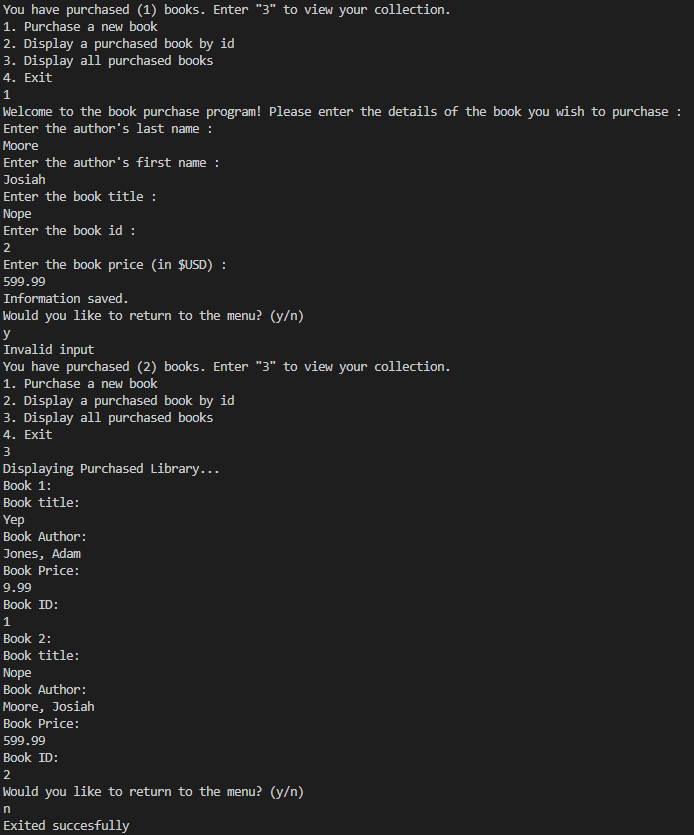 You have purchased (1) books. Enter "3" to view your collection.
1. Purchase a new book
2. Display a purchased book by id
3. Display all purchased books
4. Exit
1
Welcome to the book purchase program! Please enter the details of the book you wish to purchase :
Enter the author's last name :
Moore
Enter the author's first name :
Josiah
Enter the book title :
Nope
Enter the book id :
2
Enter the book price (in $USD) :
599.99
Information saved.
Would you like to return to the menu? (y/n)
y
Invalid input
You have purchased (2) books. Enter "3" to view your collection.
1. Purchase a new book
2. Display a purchased book by id
3. Display all purchased books
4. Exit
3
Displaying Purchased Library...
Book 1:
Book title:
Yep
Book Author:
Jones, Adam
Book Price:
9.99
Book ID:
1
Book 2:
Book title:
Nope
Book Author:
Moore, Josiah
Book Price:
599.99
Book ID:
2
Would you like to return to the menu? (y/n)
n
Exited succesfully